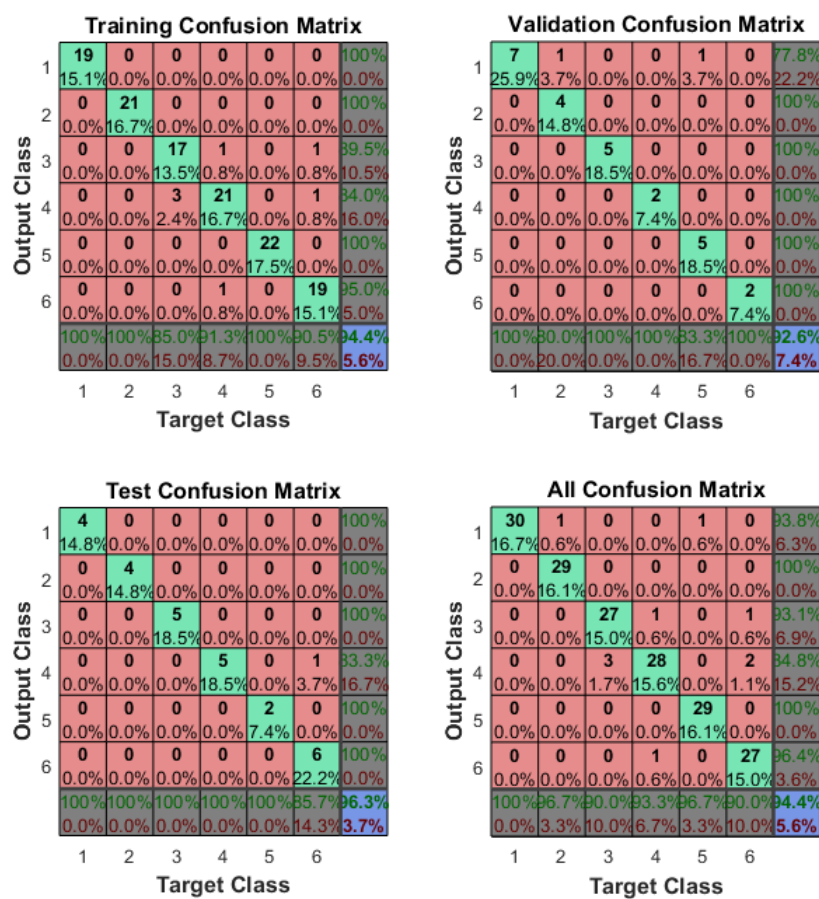 Training Confusion Matrix
1 19 0 0 0 0 0 100%
15.1% 0.0% 0.0% 0.0% 0.0% 0.0% 0.0%
2 0 21 0 0 0 0 100%
0.0% 16.7% 0.0% 0.0% 0.0% 0.0% 0.0%
3 0 0 17 1 0 1 89.5%
0.0% 0.0% 13.5% 0.8% 0.0% 0.8% 10.5%
4 0 0 3 21 0 1 84.0%
0.0% 0.0% 2.4% 16.7% 0.0% 0.8% 16.0%
5 0 0 0 0 22 0 100%
0.0% 0.0% 0.0% 0.0% 17.5% 0.0% 0.0%
6 0 0 0 1 0 19 95.0%
0.0% 0.0% 0.0% 0.8% 0.0% 15.1% 5.0%
100% 100% 85.0% 91.3% 100% 90.5% 94.4%
0.0% 0.0% 15.0% 8.7% 0.0% 9.5% 5.6%
1 2 3 4 5 6
Target Class
Output Class
Validation Confusion Matrix
1 7 1 0 0 1 0 77.8%
25.9% 3.7% 0.0% 0.0% 3.7% 0.0% 22.2%
2 0 4 0 0 0 0 100%
0.0% 14.8% 0.0% 0.0% 0.0% 0.0% 0.0%
3 0 0 5 0 0 0 100%
0.0% 0.0% 18.5% 0.0% 0.0% 0.0% 0.0%
4 0 0 0 2 0 0 100%
0.0% 0.0% 0.0% 7.4% 0.0% 0.0% 0.0%
5 0 0 0 0 5 0 100%
0.0% 0.0% 0.0% 0.0% 18.5% 0.0% 0.0%
6 0 0 0 0 0 2 100%
0.0% 0.0% 0.0% 0.0% 0.0% 7.4% 0.0%
100% 80.0% 100% 100% 83.3% 100% 92.6%
0.0% 20.0% 0.0% 0.0% 16.7% 0.0% 7.4%
1 2 3 4 5 6
Target Class
Output Class
Test Confusion Matrix
1 4 0 0 0 0 0 100%
14.8% 0.0% 0.0% 0.0% 0.0% 0.0% 0.0%
2 0 4 0 0 0 0 100%
0.0% 14.8% 0.0% 0.0% 0.0% 0.0% 0.0%
3 0 0 5 0 0 0 100%
0.0% 0.0% 18.5% 0.0% 0.0% 0.0% 0.0%
4 0 0 0 5 0 1 83.3%
0.0% 0.0% 0.0% 18.5% 0.0% 3.7% 16.7%
5 0 0 0 0 2 0 100%
0.0% 0.0% 0.0% 0.0% 7.4% 0.0% 0.0%
6 0 0 0 0 0 6 100%
0.0% 0.0% 0.0% 0.0% 0.0% 22.2% 0.0%
100% 100% 100% 100% 100% 85.7% 96.3%
0.0% 0.0% 0.0% 0.0% 0.0% 14.3% 3.7%
1 2 3 4 5 6
Target Class
Output Class
All Confusion Matrix
1 30 1 0 0 1 0 93.8%
16.7% 0.6% 0.0% 0.0% 0.6% 0.0% 6.3%
2 0 29 0 0 0 0 100%
0.0% 16.1% 0.0% 0.0% 0.0% 0.0% 0.0%
3 0 0 27 1 0 1 93.1%
0.0% 0.0% 15.0% 0.6% 0.0% 0.6% 6.9%
4 0 0 3 28 0 2 84.8%
0.0% 0.0% 1.7% 15.6% 0.0% 1.1% 15.2%
5 0 0 0 0 29 0 100%
0.0% 0.0% 0.0% 0.0% 16.1% 0.0% 0.0%
6 0 0 0 1 0 27 96.4%
0.0% 0.0% 0.0% 0.6% 0.0% 15.0% 3.6%
100% 96.7% 90.0% 93.3% 96.7% 90.0% 94.4%
0.0% 3.3% 10.0% 6.7% 3.3% 10.0% 5.6%
1 2 3 4 5 6
Target Class
Output Class